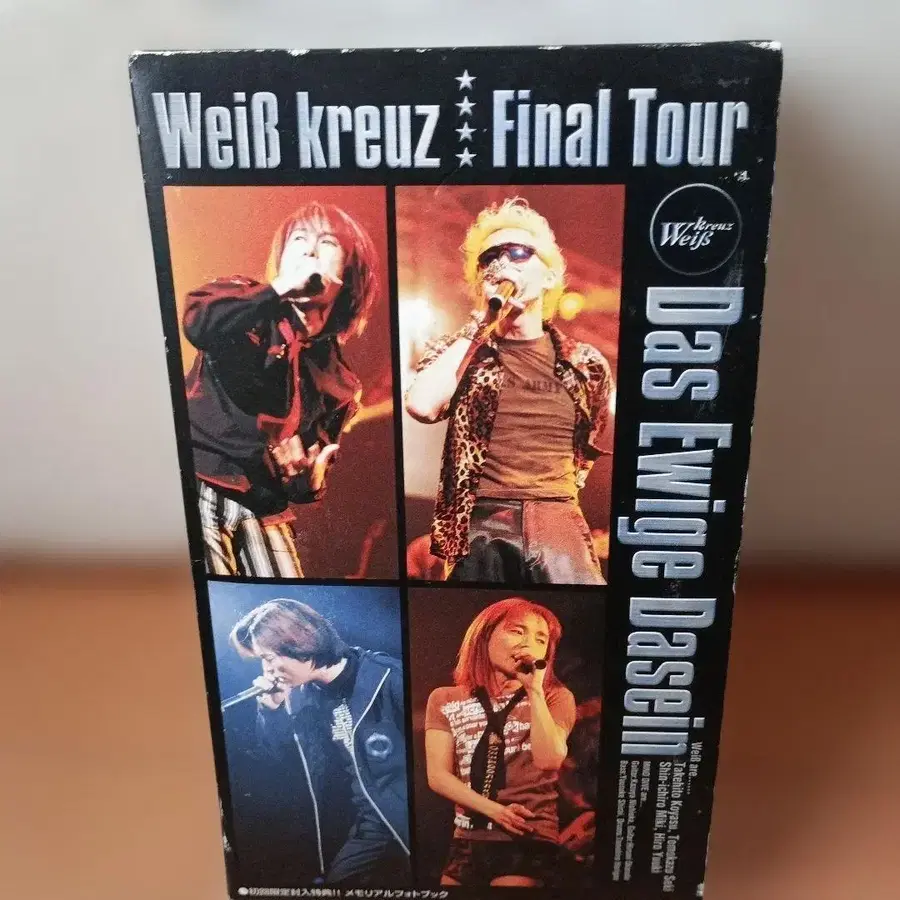 Weiß kreuz Final Tour
kreuz
Weiß
Das Ewige Dasein
U.S. ARMY
Weiß are......
Takehito Koyasu, Tomokazu Seki
Shin-ichiro Miki, Hiro Yuuki
初回限定封入特典!! メモリアルフォトブック